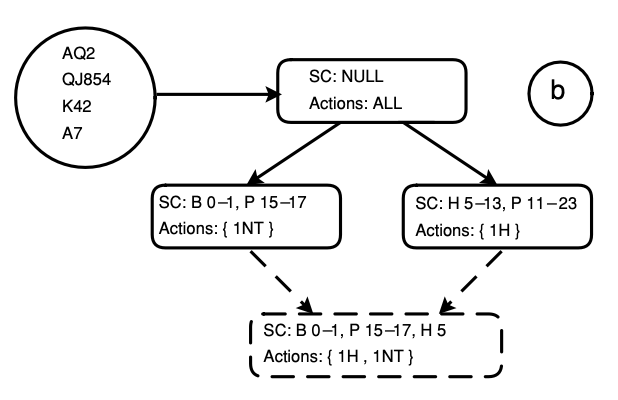 AQ2
QJ854
K42
A7
SC: NULL
Actions: ALL
b
SC: B 0–1, P 15–17
Actions: { 1NT }
SC: H 5–13, P 11–23
Actions: { 1H }
SC: B 0–1, P 15–17, H 5
Actions: { 1H , 1NT }